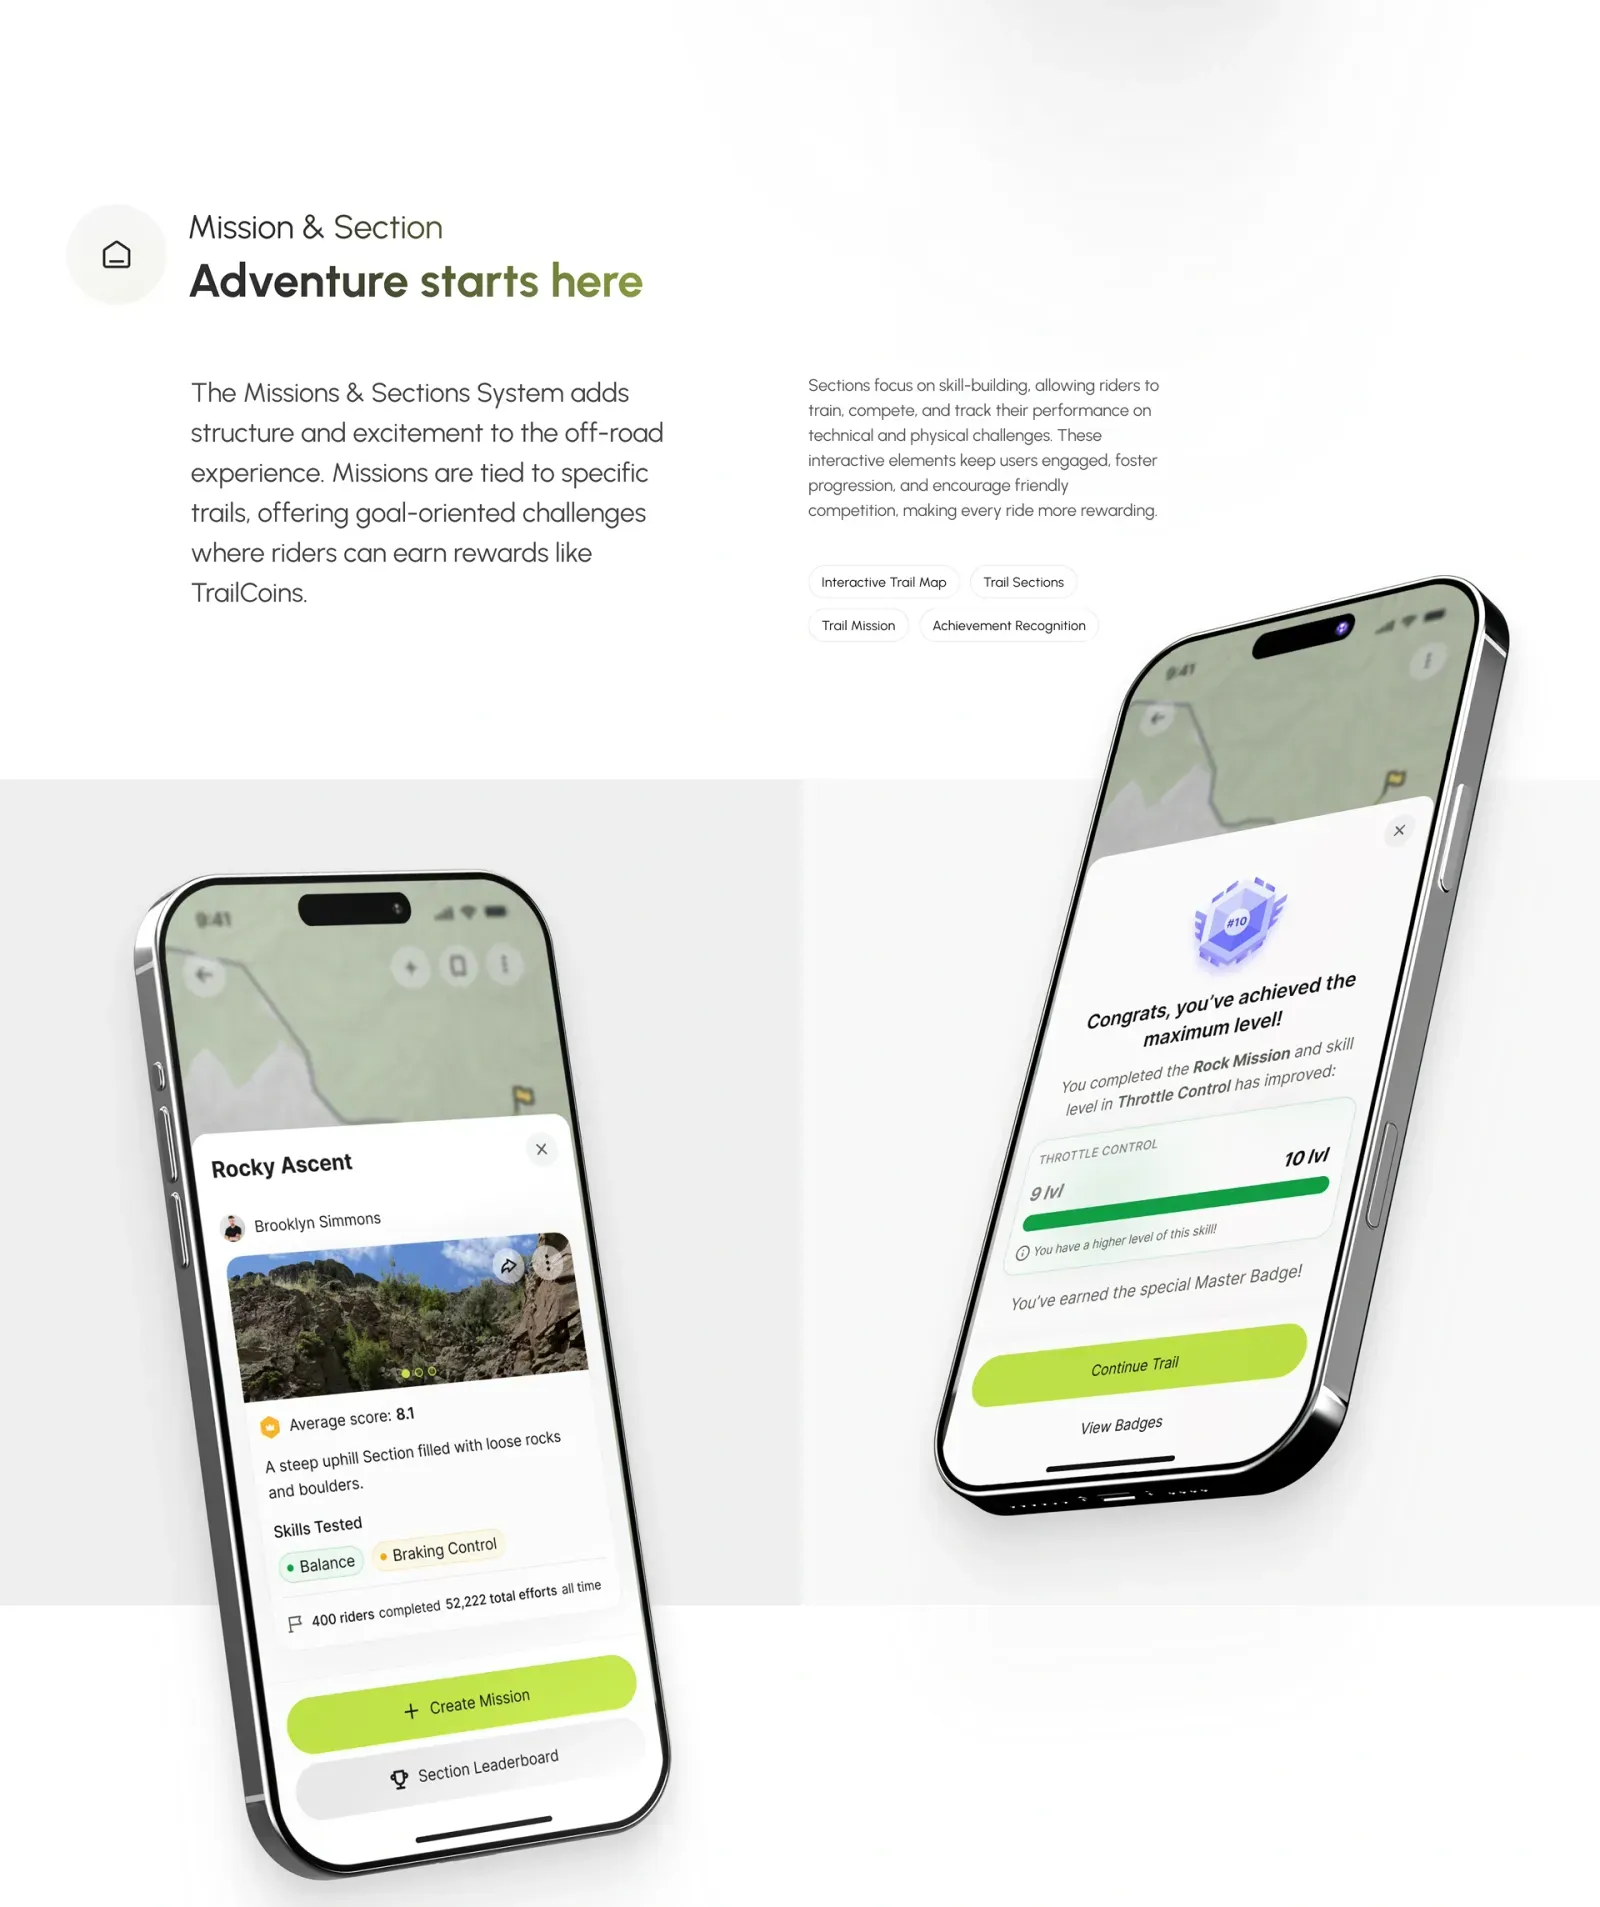 Mission & Section
Adventure starts here
The Missions & Sections System adds
structure and excitement to the off-road
experience. Missions are tied to specific
trails, offering goal-oriented challenges
where riders can earn rewards like
TrailCoins.
Sections focus on skill-building, allowing riders to
train, compete, and track their performance on
technical and physical challenges. These
interactive elements keep users engaged, foster
progression, and encourage friendly
competition, making every ride more rewarding.
Interactive Trail Map
Trail Sections
Trail Mission
Achievement Recognition
9:41
Rocky Ascent
Brooklyn Simmons
Average score: 8.1
A steep uphill Section filled with loose rocks
and boulders.
Skills Tested
Balance
Braking Control
400 riders completed 52,222 total efforts all time
Create Mission
Section Leaderboard
9:41
#10
Congrats, you've achieved the
maximum level!
You completed the Rock Mission and skill
level in Throttle Control has improved:
THROTTLE CONTROL
9 lvl
10 lvl
You have a higher level of this skill!
You've earned the special Master Badge!
Continue Trail
View Badges